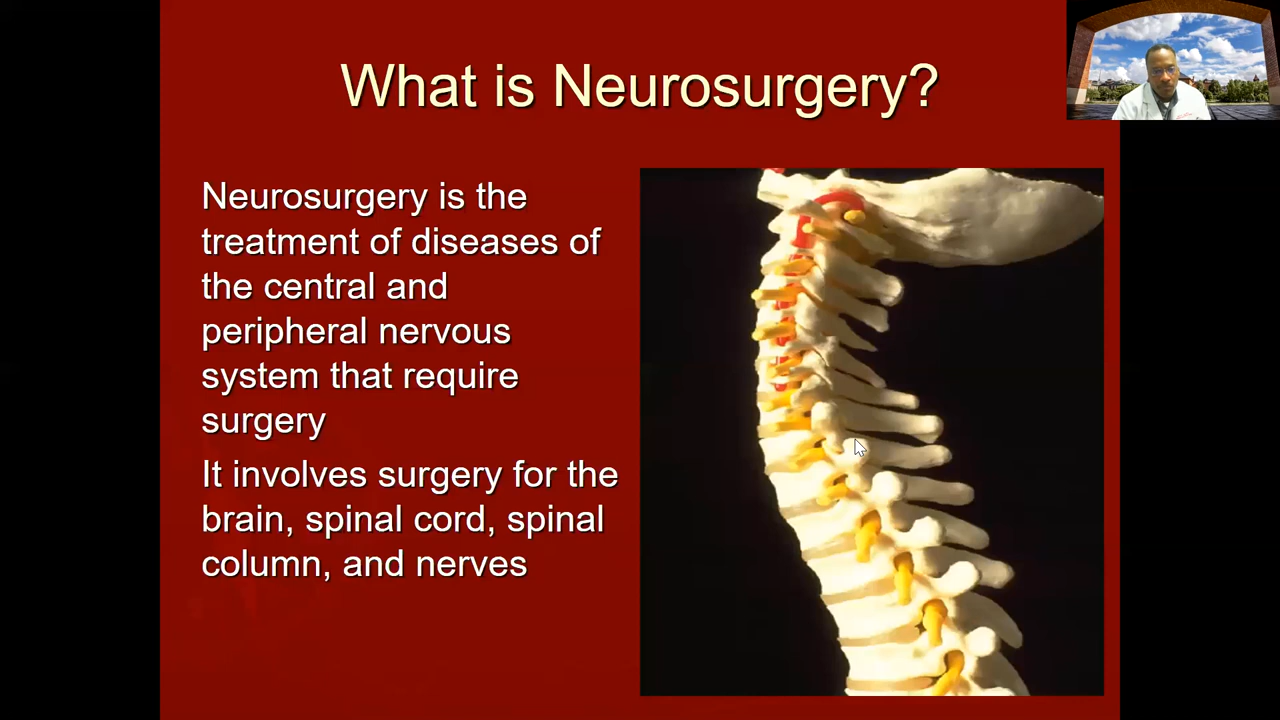 What is Neurosurgery?
Neurosurgery is the
treatment of diseases of
the central and
peripheral nervous
system that require
surgery
It involves surgery for the
brain, spinal cord, spinal
column, and nerves